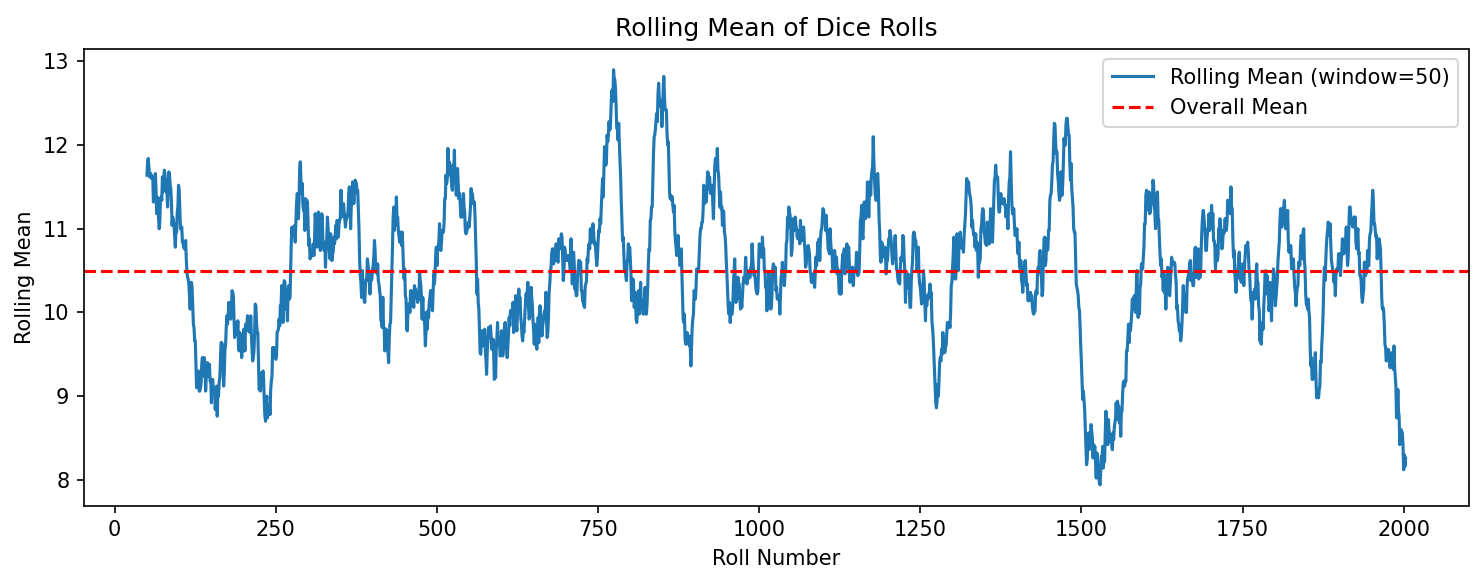 Rolling Mean of Dice Rolls
13
12
11
10
9
8
Rolling Mean
Rolling Mean (window=50)
Overall Mean
0 250 500 750 1000 1250 1500 1750 2000
Roll Number